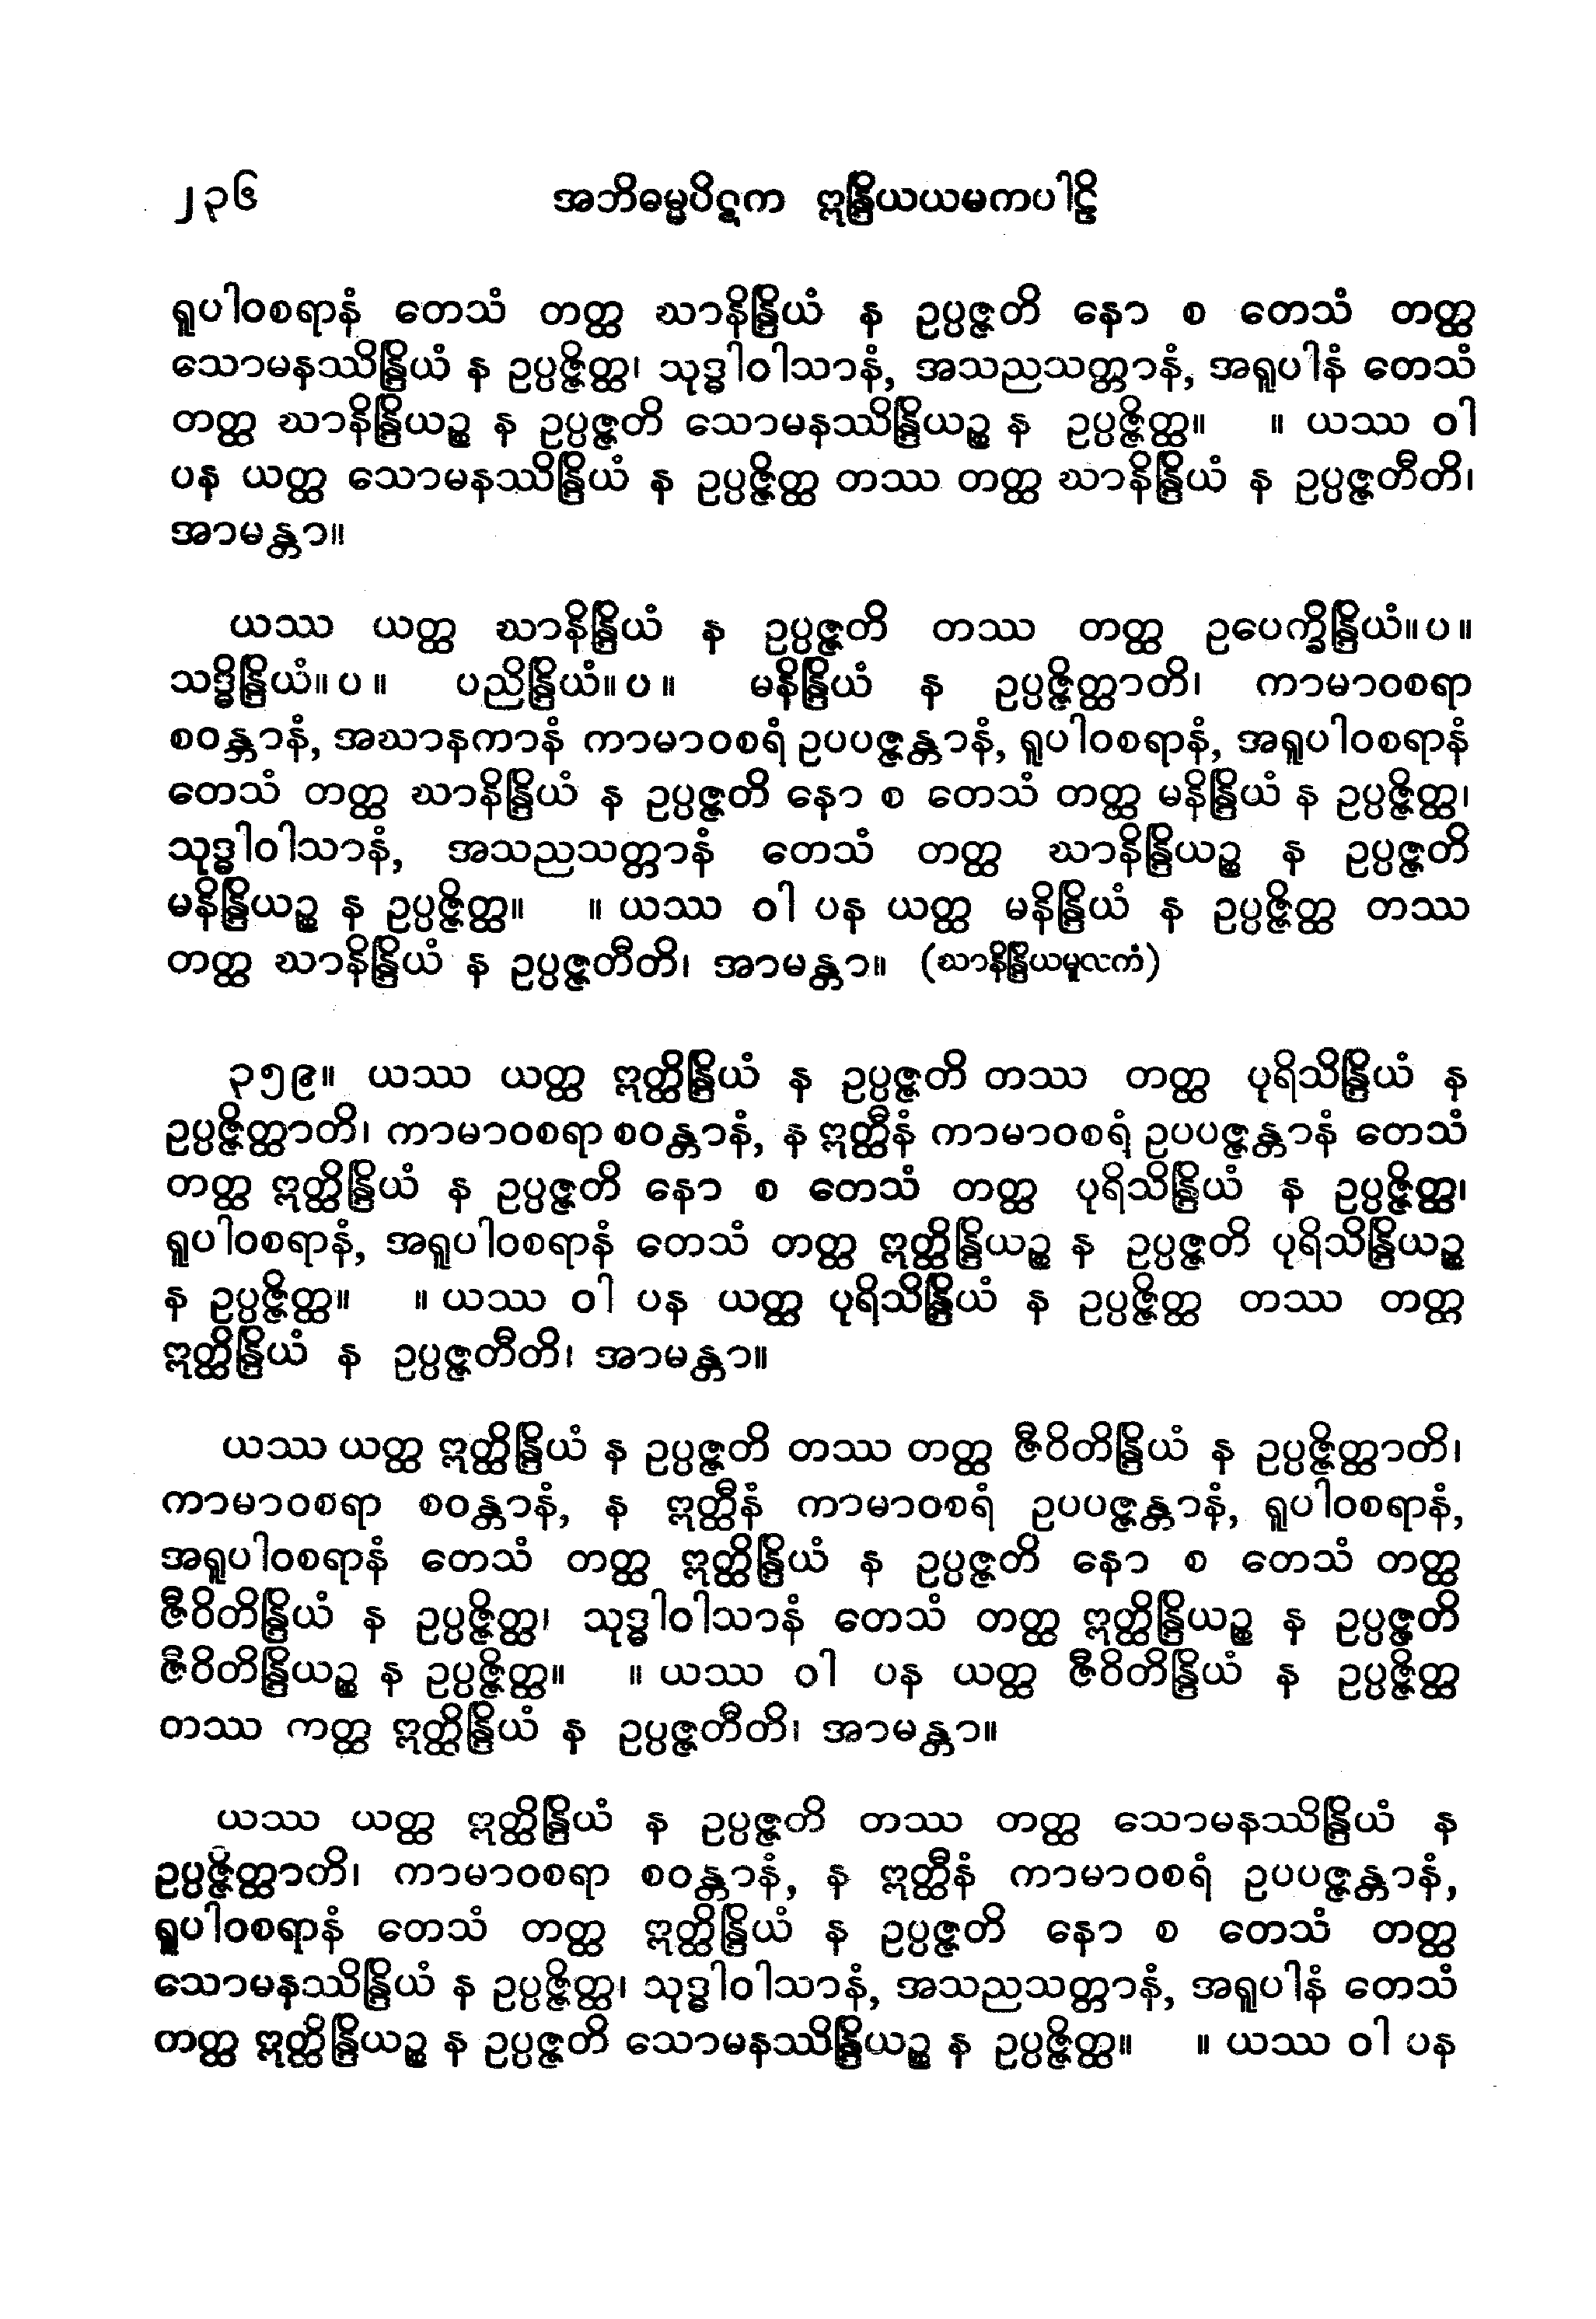 ၂၃၆ အဘိဓမ္မပိဋက ဣန္ဒြိယယမကပါဠိ
ရူပါဝစရာနံ တေသံ တတ္ထ ဃာနိန္ဒြိယံ န ဥပ္ပဇ္ဇတိ နော စ တေသံ တတ္ထ
သောမနဿိန္ဒြိယံ န ဥပ္ပဇ္ဇိတ္ထ၊ သုဒ္ဓါဝါသာနံ, အသညသတ္တာနံ, အရူပါနံ တေသံ
တတ္ထ ဃာနိန္ဒြိယဉ္စ န ဥပ္ပဇ္ဇတိ သောမနဿိန္ဒြိယဉ္စ န ဥပ္ပဇ္ဇိတ္ထ။ ။ ယဿ ဝါ
ပန ယတ္ထ သောမနဿိန္ဒြိယံ န ဥပ္ပဇ္ဇိတ္ထ တဿ တတ္ထ ဃာနိန္ဒြိယံ န ဥပ္ပဇ္ဇတီတိ၊
အာမန္တာ။
ယဿ ယတ္ထ ဃာနိန္ဒြိယံ န ဥပ္ပဇ္ဇတိ တဿ တတ္ထ ဥပေက္ခိန္ဒြိယံ။ပ။
သဒ္ဓိန္ဒြိယံ။ပ။ ပညိန္ဒြိယံ။ပ။ မနိန္ဒြိယံ န ဥပ္ပဇ္ဇိတ္ထာတိ၊ ကာမာဝစရာ
စဝန္တာနံ, အဃာနကာနံ ကာမာဝစရံ ဥပပဇ္ဇန္တာနံ, ရူပါဝစရာနံ, အရူပါဝစရာနံ
တေသံ တတ္ထ ဃာနိန္ဒြိယံ န ဥပ္ပဇ္ဇတိ နော စ တေသံ တတ္ထ မနိန္ဒြိယံ န ဥပ္ပဇ္ဇိတ္ထ၊
သုဒ္ဓါဝါသာနံ, အသညသတ္တာနံ တေသံ တတ္ထ ဃာနိန္ဒြိယဉ္စ န ဥပ္ပဇ္ဇတိ
မနိန္ဒြိယဉ္စ န ဥပ္ပဇ္ဇိတ္ထ။ ။ ယဿ ဝါ ပန ယတ္ထ မနိန္ဒြိယံ န ဥပ္ပဇ္ဇိတ္ထ တဿ
တတ္ထ ဃာနိန္ဒြိယံ န ဥပ္ပဇ္ဇတီတိ၊ အာမန္တာ။ (ဃာနိန္ဒြိယမူလကံ)
၃၅၉။ ယဿ ယတ္ထ ဣတ္ထိန္ဒြိယံ န ဥပ္ပဇ္ဇတိ တဿ တတ္ထ ပုရိသိန္ဒြိယံ န
ဥပ္ပဇ္ဇိတ္ထာတိ၊ ကာမာဝစရာ စဝန္တာနံ, န ဣတ္ထီနံ ကာမာဝစရံ ဥပပဇ္ဇန္တာနံ တေသံ
တတ္ထ ဣတ္ထိန္ဒြိယံ န ဥပ္ပဇ္ဇတိ နော စ တေသံ တတ္ထ ပုရိသိန္ဒြိယံ န ဥပ္ပဇ္ဇိတ္ထ၊
ရူပါဝစရာနံ, အရူပါဝစရာနံ တေသံ တတ္ထ ဣတ္ထိန္ဒြိယဉ္စ န ဥပ္ပဇ္ဇတိ ပုရိသိန္ဒြိယဉ္စ
န ဥပ္ပဇ္ဇိတ္ထ။ ။ ယဿ ဝါ ပန ယတ္ထ ပုရိသိန္ဒြိယံ န ဥပ္ပဇ္ဇိတ္ထ တဿ တတ္ထ
ဣတ္ထိန္ဒြိယံ န ဥပ္ပဇ္ဇတီတိ၊ အာမန္တာ။
ယဿ ယတ္ထ ဣတ္ထိန္ဒြိယံ န ဥပ္ပဇ္ဇတိ တဿ တတ္ထ ဇီဝိတိန္ဒြိယံ န ဥပ္ပဇ္ဇိတ္ထာတိ၊
ကာမာဝစရာ စဝန္တာနံ, န ဣတ္ထီနံ ကာမာဝစရံ ဥပပဇ္ဇန္တာနံ, ရူပါဝစရာနံ,
အရူပါဝစရာနံ တေသံ တတ္ထ ဣတ္ထိန္ဒြိယံ န ဥပ္ပဇ္ဇတိ နော စ တေသံ တတ္ထ
ဇီဝိတိန္ဒြိယံ န ဥပ္ပဇ္ဇိတ္ထ၊ သုဒ္ဓါဝါသာနံ တေသံ တတ္ထ ဣတ္ထိန္ဒြိယဉ္စ န ဥပ္ပဇ္ဇတိ
ဇီဝိတိန္ဒြိယဉ္စ န ဥပ္ပဇ္ဇိတ္ထ။ ။ ယဿ ဝါ ပန ယတ္ထ ဇီဝိတိန္ဒြိယံ န ဥပ္ပဇ္ဇိတ္ထ
တဿ ကတ္ထ ဣတ္ထိန္ဒြိယံ န ဥပ္ပဇ္ဇတီတိ၊ အာမန္တာ။
ယဿ ယတ္ထ ဣတ္ထိန္ဒြိယံ န ဥပ္ပဇ္ဇတိ တဿ တတ္ထ သောမနဿိန္ဒြိယံ န
ဥပ္ပဇ္ဇိတ္ထာတိ၊ ကာမာဝစရာ စဝန္တာနံ, န ဣတ္ထီနံ ကာမာဝစရံ ဥပပဇ္ဇန္တာနံ,
ရူပါဝစရာနံ တေသံ တတ္ထ ဣတ္ထိန္ဒြိယံ န ဥပ္ပဇ္ဇတိ နော စ တေသံ တတ္ထ
သောမနဿိန္ဒြိယံ န ဥပ္ပဇ္ဇိတ္ထ၊ သုဒ္ဓါဝါသာနံ, အသညသတ္တာနံ, အရူပါနံ တေသံ
တတ္ထ ဣတ္ထိန္ဒြိယဉ္စ န ဥပ္ပဇ္ဇတိ သောမနဿိန္ဒြိယဉ္စ န ဥပ္ပဇ္ဇိတ္ထ။ ။ ယဿ ဝါ ပန